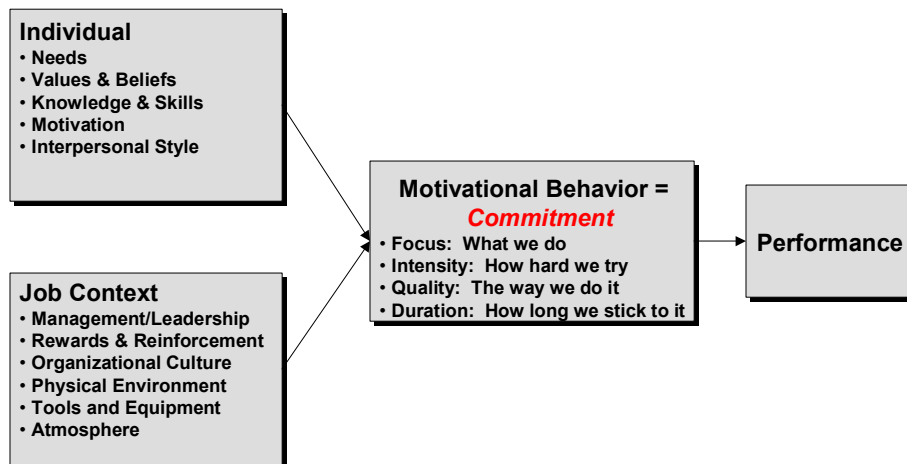 Individual
• Needs
• Values & Beliefs
• Knowledge & Skills
• Motivation
• Interpersonal Style
Job Context
• Management/Leadership
• Rewards & Reinforcement
• Organizational Culture
• Physical Environment
• Tools and Equipment
• Atmosphere
Motivational Behavior =
Commitment
• Focus: What we do
• Intensity: How hard we try
• Quality: The way we do it
• Duration: How long we stick to it
Performance